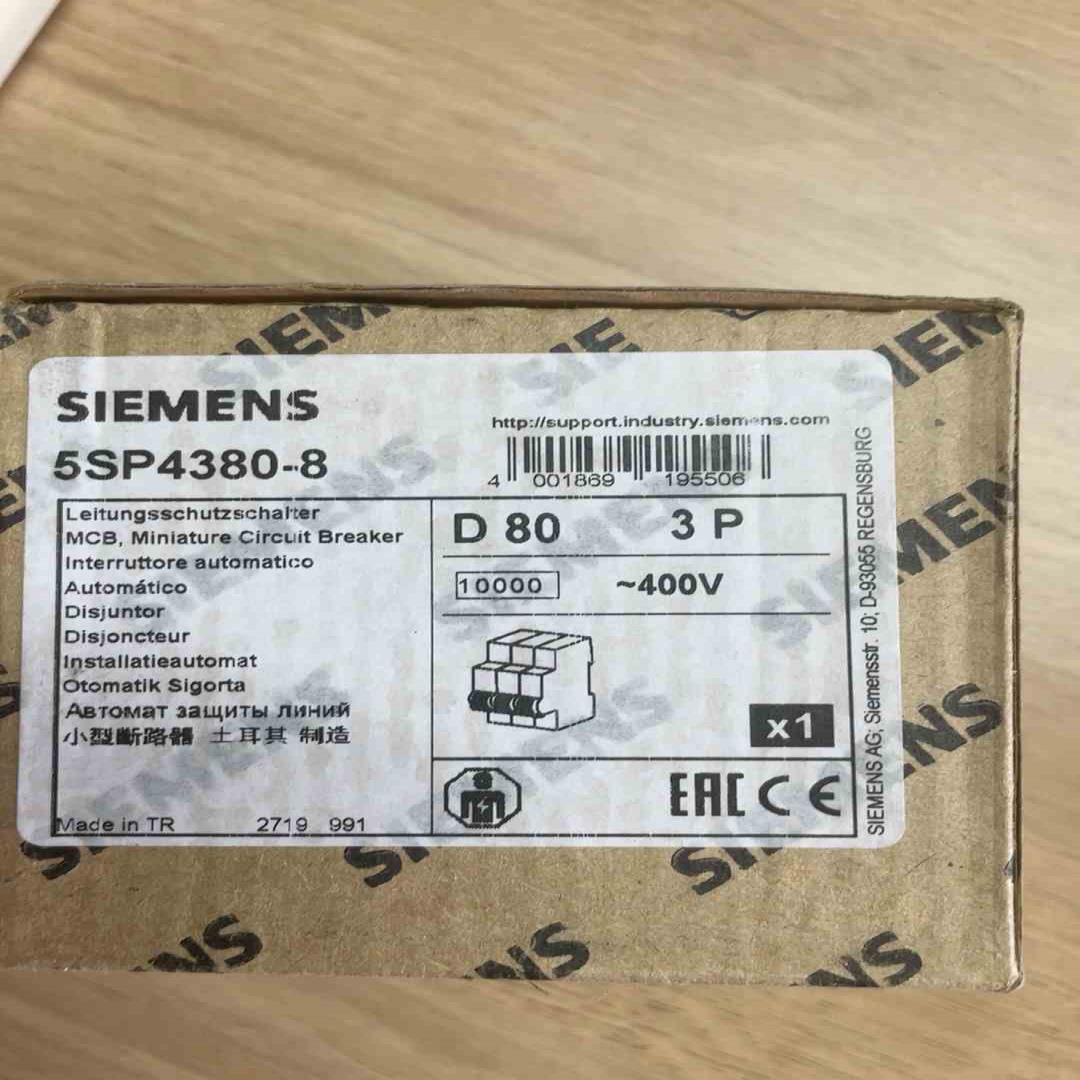 SIEMENS
5SP4380-8
http://support.industry.siemens.com
4 001869 195506
Leitungsschutzschalter
MCB, Miniature Circuit Breaker
Interruttore automatico
Automático
Disjuntor
Disjoncteur
Installatieautomat
Otomatik Sigorta
Автомат защиты линий
小型断路器 土耳其 制造
Made in TR 2719 991
D 80 3 P
10000 ~400V
x1
EAC CE
SIEMENS AG; Siemensstr. 10; D-93055 REGENSBURG